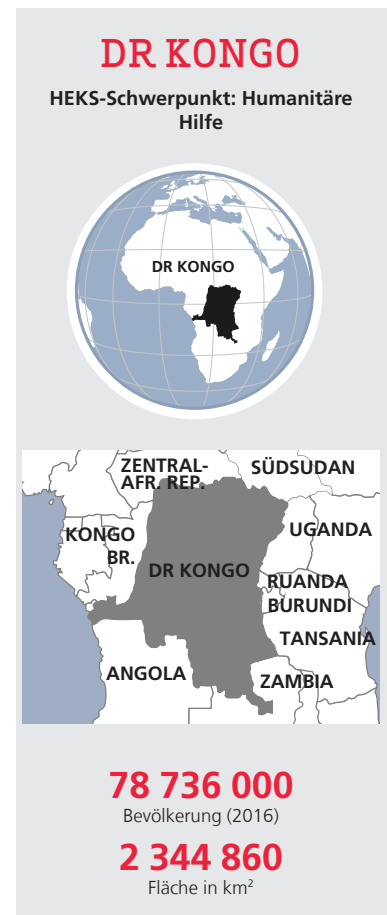 DR KONGO
HEKS-Schwerpunkt: Humanitäre
Hilfe
DR KONGO
ZENTRAL-
AFR. REP.
SÜDSUDAN
KONGO
BR.
UGANDA
DR KONGO
RUANDA
BURUNDI
TANSANIA
ANGOLA
ZAMBIA
78 736 000
Bevölkerung (2016)
2 344 860
Fläche in km²